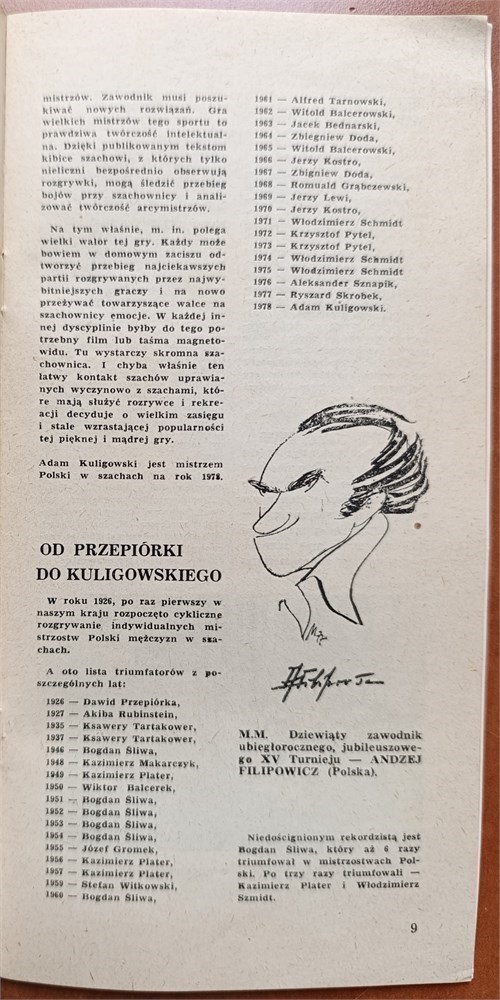 mistrzów. Zawodnik musi poszu-
kiwać nowych rozwiązań. Gra
wielkich mistrzów tego sportu to
prawdziwa twórczość intelektual-
na. Dzięki publikowanym tekstom
kibice szachowi, z których tylko
nieliczni bezpośrednio obserwują
rozgrywki, mogą śledzić przebieg
bojów przy szachownicy i anali-
zować twórczość arcymistrzów.
Na tym właśnie, m. in. polega
wielki walor tej gry. Każdy może
bowiem w domowym zaciszu od-
tworzyć przebieg najciekawszych
partii rozgrywanych przez najwy-
bitniejszych graczy i na nowo
przeżywać towarzyszące walce na
szachownicy emocje. W każdej in-
nej dyscyplinie byłby do tego po-
trzebny film lub taśma magneto-
widu. Tu wystarczy skromna sza-
chownica. I chyba właśnie ten
łatwy kontakt szachów uprawia-
nych wyczynowo z szachami, któ-
re mają służyć rozrywce i rekre-
acji decyduje o wielkim zasięgu
i stale wzrastającej popularności
tej pięknej i mądrej gry.
Adam Kuligowski jest mistrzem
Polski w szachach na rok 1978.
OD PRZEPIÓRKI
DO KULIGOWSKIEGO
W roku 1926, po raz pierwszy w
naszym kraju rozpoczęto cykliczne
rozgrywanie indywidualnych mi-
strzostw Polski mężczyzn w sza-
chach.
A oto lista triumfatorów z po-
szczególnych lat:
1926 — Dawid Przepiórka,
1927 — Akiba Rubinstein,
1935 — Ksawery Tartakower,
1937 — Ksawery Tartakower,
1946 — Bogdan Śliwa,
1948 — Kazimierz Makarczyk,
1949 — Kazimierz Plater,
1950 — Wiktor Balcerek,
1951 — Bogdan Śliwa,
1952 — Bogdan Śliwa,
1953 — Bogdan Śliwa,
1954 — Bogdan Śliwa,
1955 — Józef Gromek,
1956 — Kazimierz Plater,
1957 — Kazimierz Plater,
1959 — Stefan Witkowski,
1960 — Bogdan Śliwa,
1961 — Alfred Tarnowski,
1962 — Witold Balcerowski,
1963 — Jacek Bednarski,
1964 — Zbiegniew Doda,
1965 — Witold Balcerowski,
1966 — Jerzy Kostro,
1967 — Zbigniew Doda,
1968 — Romuald Grąbczewski,
1969 — Jerzy Lewi,
1970 — Jerzy Kostro,
1971 — Włodzimierz Schmidt
1972 — Krzysztof Pytel,
1973 — Krzysztof Pytel,
1974 — Włodzimierz Schmidt
1975 — Włodzimierz Schmidt
1976 — Aleksander Sznapik,
1977 — Ryszard Skrobek,
1978 — Adam Kuligowski.
M.M. Dziewiąty zawodnik
ubiegłorocznego, jubileuszowe-
go XV Turnieju — ANDZEJ
FILIPOWICZ (Polska).
Niedoścignionym rekordzistą jest
Bogdan Śliwa, który aż 6 razy
triumfował w mistrzostwach Pol-
ski. Po trzy razy triumfowali —
Kazimierz Plater i Włodzimierz
Szmidt.
9